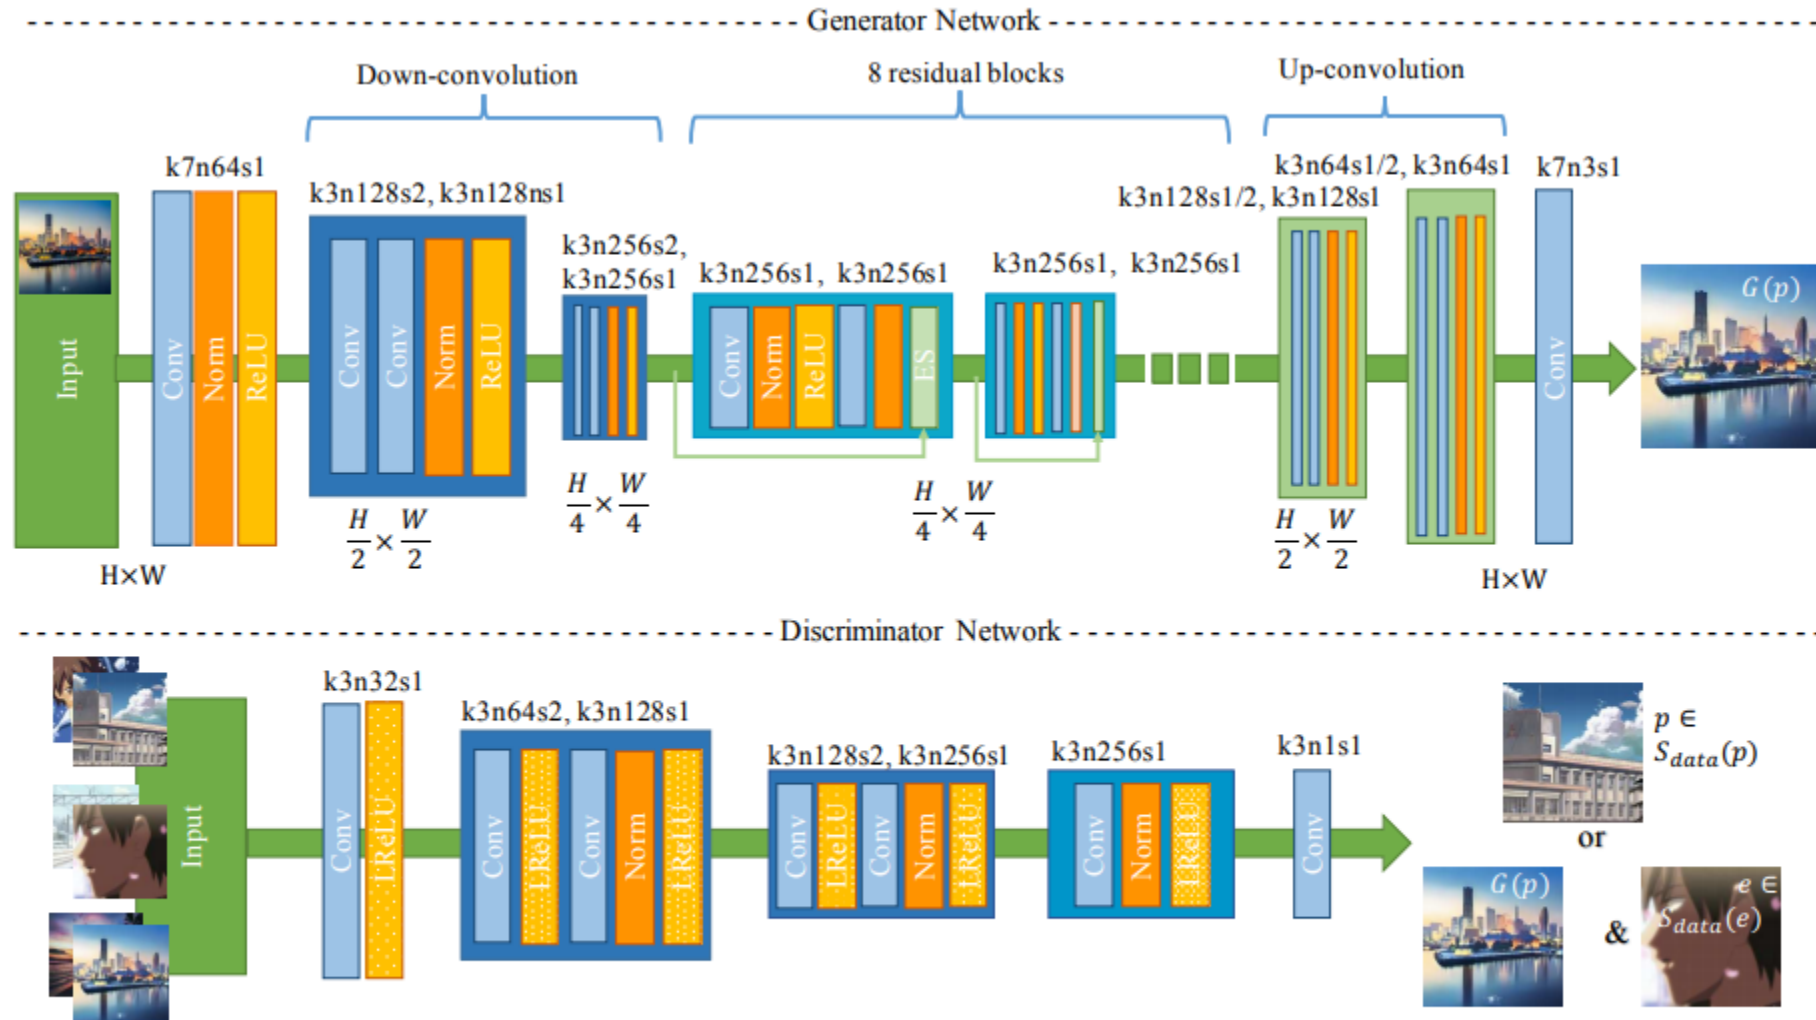 Generator Network
Down-convolution
8 residual blocks
Up-convolution
k7n64s1
k3n128s2, k3n128ns1
k3n256s2,
k3n256s1
k3n256s1, k3n256s1
k3n256s1, k3n256s1
k3n128s1/2, k3n128s1
k3n64s1/2, k3n64s1
k7n3s1
Input
Conv
Norm
ReLU
Conv
Conv
Norm
ReLU
Conv
Norm
ReLU
ES
Conv
G(p)
H×W
H/2 × W/2
H/4 × W/4
H/4 × W/4
H/2 × W/2
H×W
Discriminator Network
k3n32s1
k3n64s2, k3n128s1
k3n128s2, k3n256s1
k3n256s1
k3n1s1
Input
Conv
LReLU
Conv
LReLU
Conv
Norm
LReLU
Conv
LReLU
Conv
Norm
LReLU
Conv
Norm
LReLU
Conv
p ∈
S_data(p)
or
G(p)
&
e ∈
S_data(e)